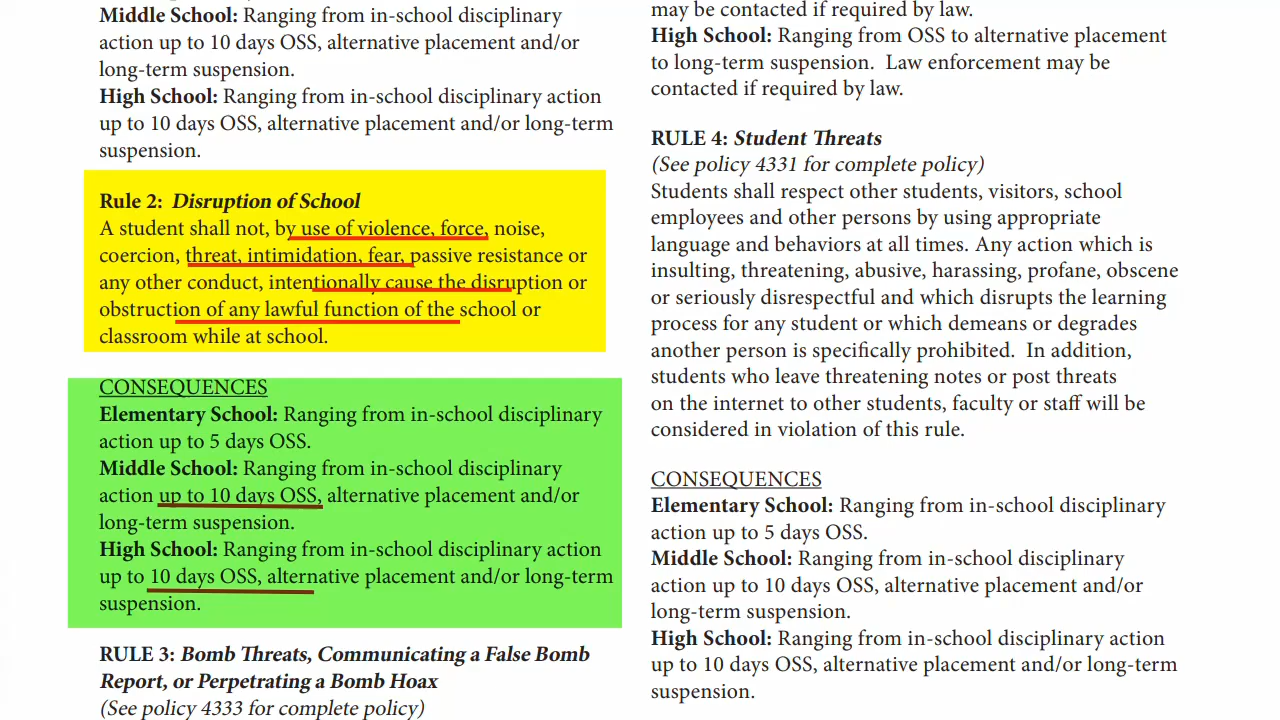 Middle School: Ranging from in-school disciplinary
action up to 10 days OSS, alternative placement and/or
long-term suspension.
High School: Ranging from in-school disciplinary action
up to 10 days OSS, alternative placement and/or long-term
suspension.
Rule 2: Disruption of School
A student shall not, by use of violence, force, noise,
coercion, threat, intimidation, fear, passive resistance or
any other conduct, intentionally cause the disruption or
obstruction of any lawful function of the school or
classroom while at school.
CONSEQUENCES
Elementary School: Ranging from in-school disciplinary
action up to 5 days OSS.
Middle School: Ranging from in-school disciplinary
action up to 10 days OSS, alternative placement and/or
long-term suspension.
High School: Ranging from in-school disciplinary action
up to 10 days OSS, alternative placement and/or long-term
suspension.
RULE 3: Bomb Threats, Communicating a False Bomb
Report, or Perpetrating a Bomb Hoax
(See policy 4333 for complete policy)
may be contacted if required by law.
High School: Ranging from OSS to alternative placement
to long-term suspension. Law enforcement may be
contacted if required by law.
RULE 4: Student Threats
(See policy 4331 for complete policy)
Students shall respect other students, visitors, school
employees and other persons by using appropriate
language and behaviors at all times. Any action which is
insulting, threatening, abusive, harassing, profane, obscene
or seriously disrespectful and which disrupts the learning
process for any student or which demeans or degrades
another person is specifically prohibited. In addition,
students who leave threatening notes or post threats
on the internet to other students, faculty or staff will be
considered in violation of this rule.
CONSEQUENCES
Elementary School: Ranging from in-school disciplinary
action up to 5 days OSS.
Middle School: Ranging from in-school disciplinary
action up to 10 days OSS, alternative placement and/or
long-term suspension.
High School: Ranging from in-school disciplinary action
up to 10 days OSS, alternative placement and/or long-term
suspension.